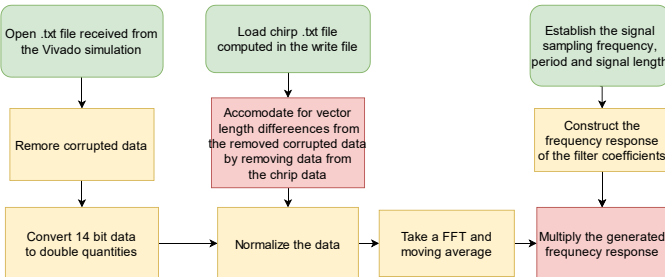 Open .txt file received from
the Vivado simulation
Load chirp .txt file
computed in the write file
Establish the signal
sampling frequency,
period and signal length
Remore corrupted data
Accomodate for vector
length differeences from
the removed corrupted data
by removing data from
the chrip data
Construct the
frequency response
of the filter coefficients
Convert 14 bit data
to double quantities
Normalize the data
Take a FFT and
moving average
Multiply the generated
frequnecy response